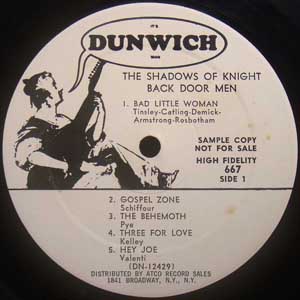 DUNWICH
THE SHADOWS OF KNIGHT
BACK DOOR MEN
1. BAD LITTLE WOMAN
Tinsley-Catling-Demick-
Armstrong-Rosbotham
SAMPLE COPY
NOT FOR SALE
HIGH FIDELITY
667
SIDE 1
2. GOSPEL ZONE
Schiffour
3. THE BEHEMOTH
Pye
4. THREE FOR LOVE
Kelley
5. HEY JOE
Valenti
(DN-12429)
DISTRIBUTED BY ATCO RECORD SALES
1841 BROADWAY, N.Y., N.Y.